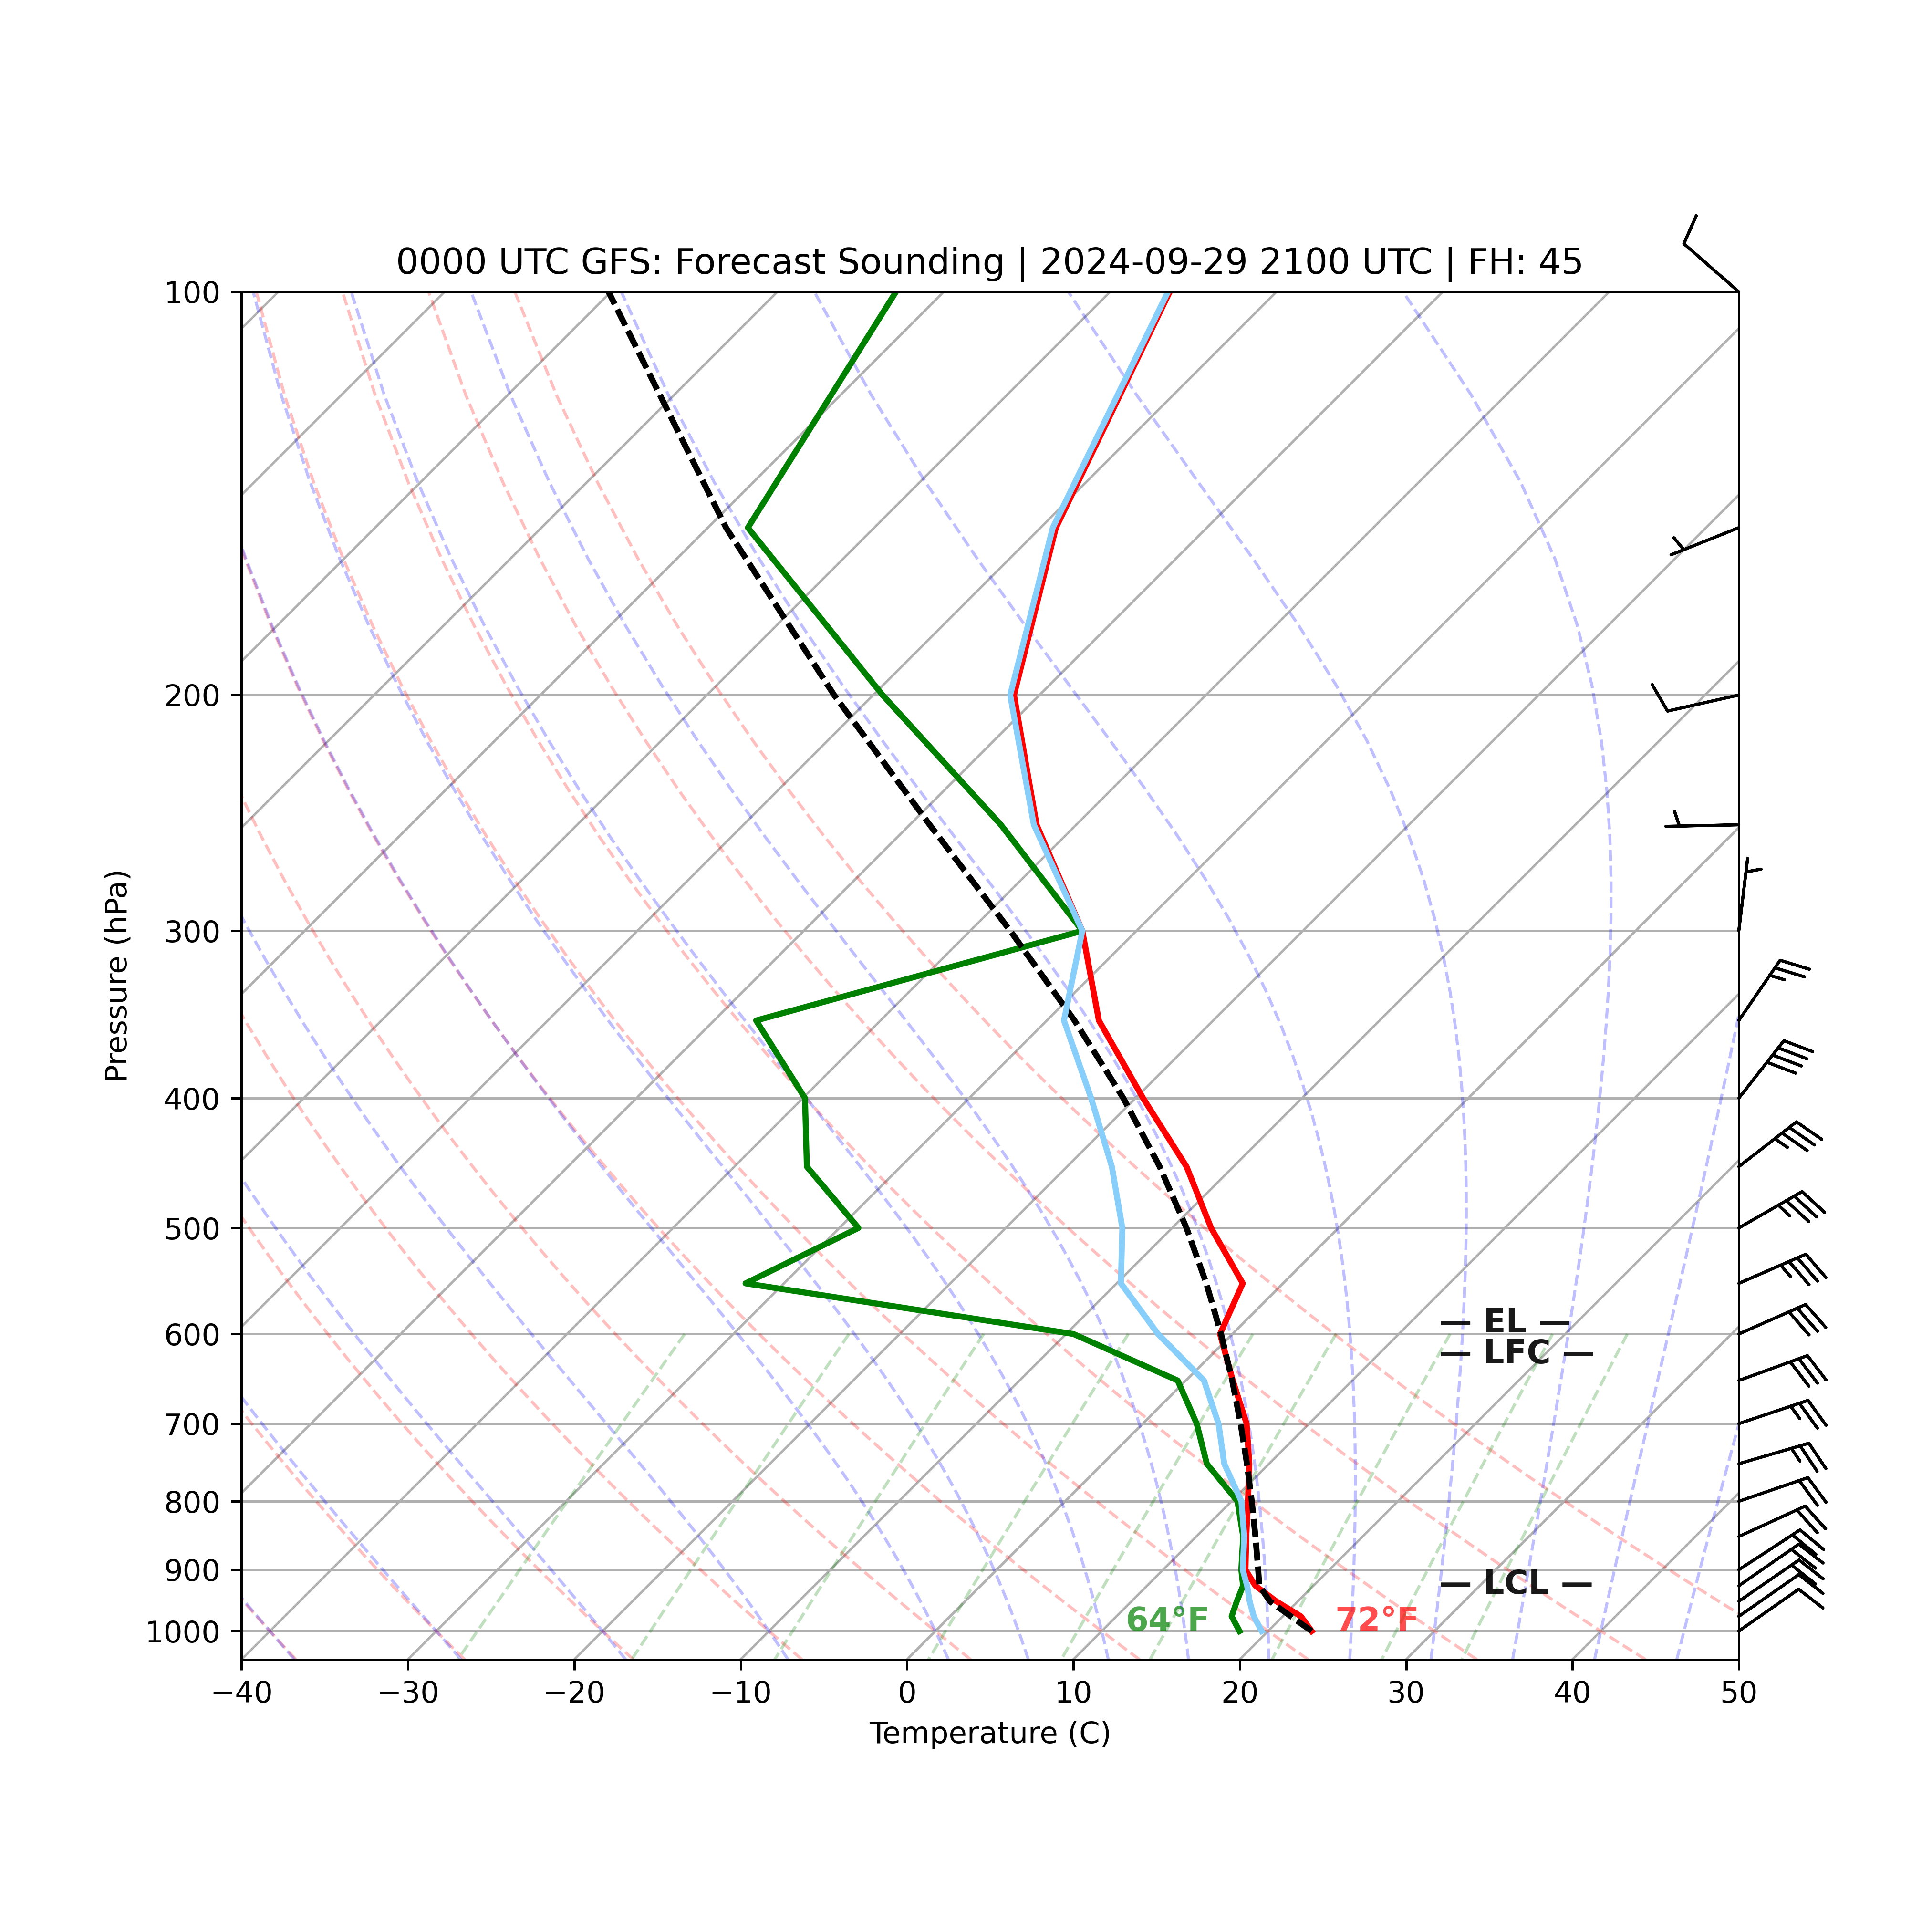 0000 UTC GFS: Forecast Sounding | 2024-09-29 2100 UTC | FH: 45
100
200
300
400
500
600
700
800
900
1000
Pressure (hPa)
— EL —
— LFC —
— LCL —
64°F
72°F
−40
−30
−20
−10
0
10
20
30
40
50
Temperature (C)